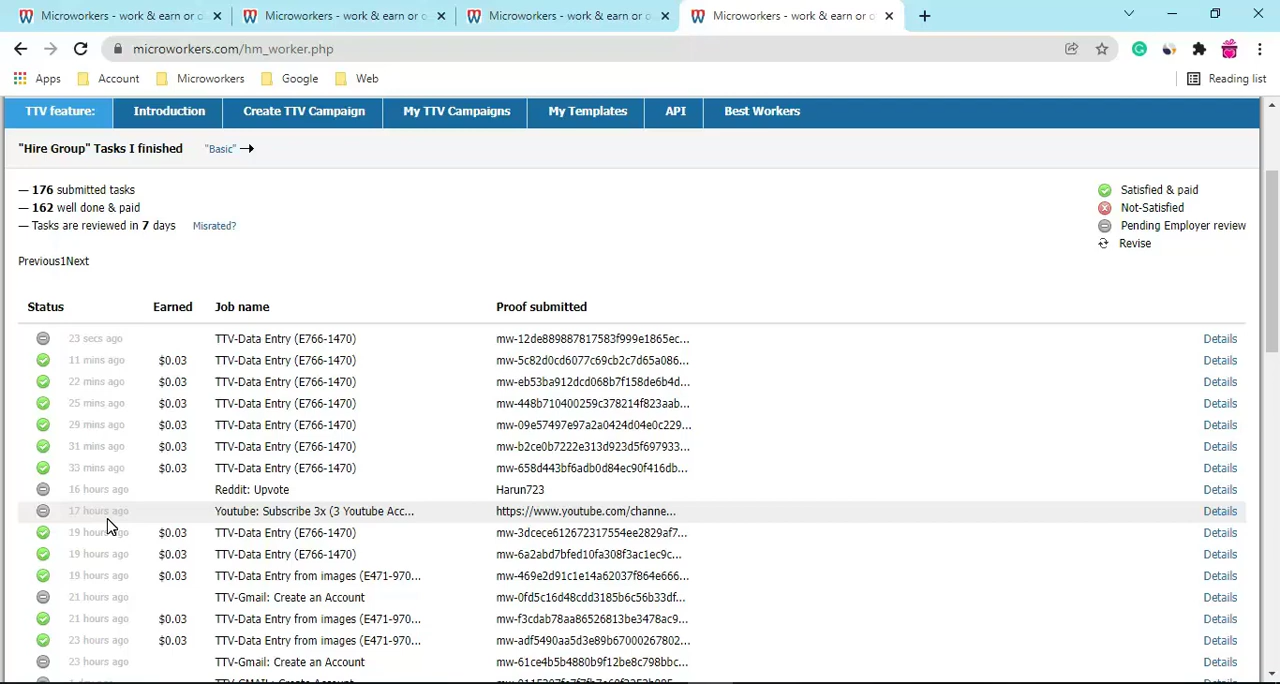 Microworkers - work & earn or c
Microworkers - work & earn or c
Microworkers - work & earn or c
Microworkers - work & earn or c
microworkers.com/hm_worker.php
Apps Account Microworkers Google Web Reading list
TTV feature: Introduction Create TTV Campaign My TTV Campaigns My Templates API Best Workers
"Hire Group" Tasks I finished "Basic"
— 176 submitted tasks
— 162 well done & paid
— Tasks are reviewed in 7 days Misrated?
Satisfied & paid
Not-Satisfied
Pending Employer review
Revise
Previous1Next
Status Earned Job name Proof submitted
23 secs ago TTV-Data Entry (E766-1470) mw-12de889887817583f999e1865ec... Details
11 mins ago $0.03 TTV-Data Entry (E766-1470) mw-5c82d0cd6077c69cb2c7d65a086... Details
22 mins ago $0.03 TTV-Data Entry (E766-1470) mw-eb53ba912dcd068b7f158de6b4d... Details
25 mins ago $0.03 TTV-Data Entry (E766-1470) mw-448b710400259c378214f823aab... Details
29 mins ago $0.03 TTV-Data Entry (E766-1470) mw-09e57497e97a2a0424d04e0c229... Details
31 mins ago $0.03 TTV-Data Entry (E766-1470) mw-b2ce0b7222e313d923d5f697933... Details
33 mins ago $0.03 TTV-Data Entry (E766-1470) mw-658d443bf6adb0d84ec90f416db... Details
16 hours ago Reddit: Upvote Harun723 Details
17 hours ago Youtube: Subscribe 3x (3 Youtube Acc... https://www.youtube.com/channe... Details
19 hours ago $0.03 TTV-Data Entry (E766-1470) mw-3dcece612672317554ee2829af7... Details
19 hours ago $0.03 TTV-Data Entry (E766-1470) mw-6a2abd7bfed10fa308f3ac1ec9c... Details
19 hours ago $0.03 TTV-Data Entry from images (E471-970... mw-469e2d91c1e14a62037f864e666... Details
21 hours ago TTV-Gmail: Create an Account mw-0fd5c16d48cdd3185b6c56b33df... Details
21 hours ago $0.03 TTV-Data Entry from images (E471-970... mw-f3cdab78aa86526813be3478ac9... Details
23 hours ago $0.03 TTV-Data Entry from images (E471-970... mw-adf5490aa5d3e89b67000267802... Details
23 hours ago TTV-Gmail: Create an Account mw-61ce4b5b4880b9f12be8c798bbc... Details